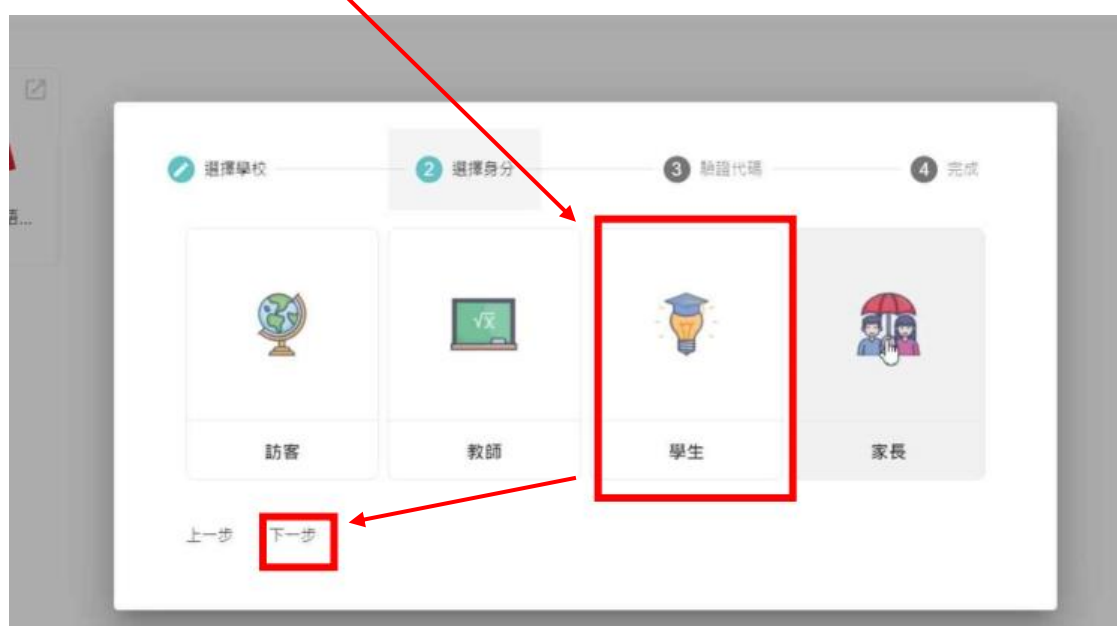 選擇學校 2 選擇身分 3 驗證代碼 4 完成
...
√x
訪客 教師 學生 家長
上一步 下一步